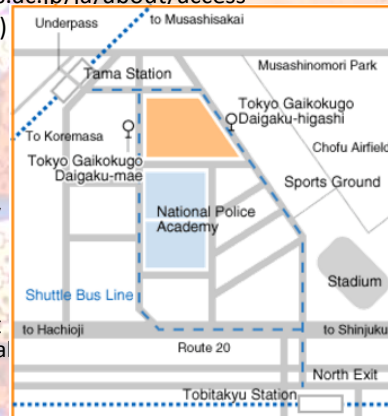 Underpass
to Musashisakai
Tama Station
Musashinomori Park
Tokyo Gaikokugo
Daigaku-higashi
To Koremasa
Chofu Airfield
Tokyo Gaikokugo
Daigaku-mae
Sports Ground
National Police
Academy
Stadium
Shuttle Bus Line
to Hachioji
to Shinjuku
Route 20
North Exit
Tobitakyu Station